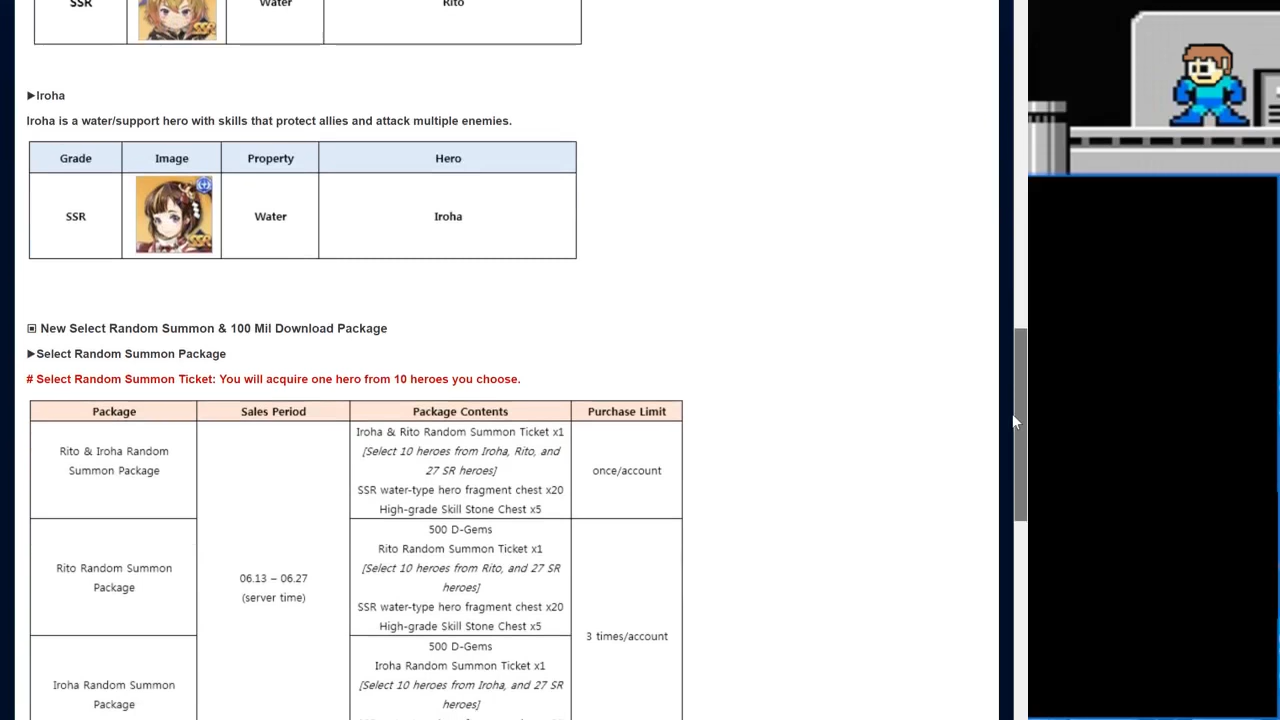 SSR
Water
Rito
SSR
▶Iroha
Iroha is a water/support hero with skills that protect allies and attack multiple enemies.
Grade Image Property Hero
SSR
SSR
Water
Iroha
▣ New Select Random Summon & 100 Mil Download Package
▶Select Random Summon Package
# Select Random Summon Ticket: You will acquire one hero from 10 heroes you choose.
Package Sales Period Package Contents Purchase Limit
Rito & Iroha Random
Summon Package
06.13 – 06.27
(server time)
Iroha & Rito Random Summon Ticket x1
[Select 10 heroes from Iroha, Rito, and
27 SR heroes]
SSR water-type hero fragment chest x20
High-grade Skill Stone Chest x5
once/account
Rito Random Summon
Package
500 D-Gems
Rito Random Summon Ticket x1
[Select 10 heroes from Rito, and 27 SR
heroes]
SSR water-type hero fragment chest x20
High-grade Skill Stone Chest x5
3 times/account
Iroha Random Summon
Package
500 D-Gems
Iroha Random Summon Ticket x1
[Select 10 heroes from Iroha, and 27 SR
heroes]